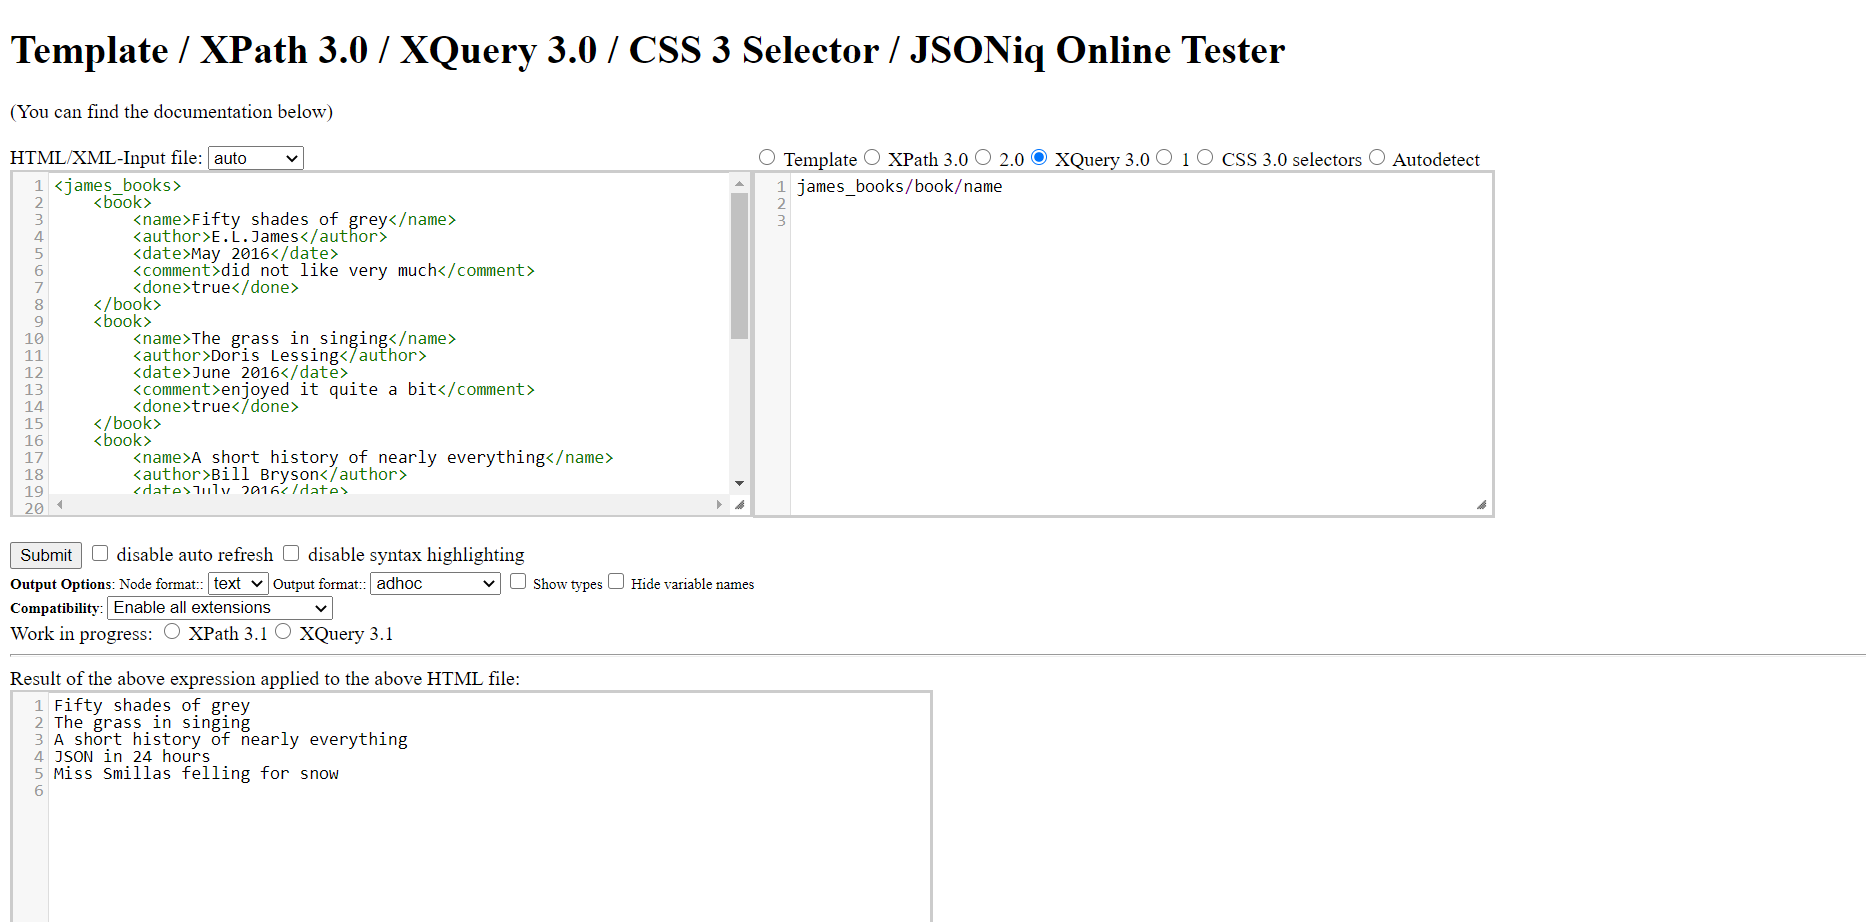 Template / XPath 3.0 / XQuery 3.0 / CSS 3 Selector / JSONiq Online Tester
(You can find the documentation below)
HTML/XML-Input file: auto
Template XPath 3.0 2.0 XQuery 3.0 1 CSS 3.0 selectors Autodetect
1 <james_books>
2 <book>
3 <name>Fifty shades of grey</name>
4 <author>E.L.James</author>
5 <date>May 2016</date>
6 <comment>did not like very much</comment>
7 <done>true</done>
8 </book>
9 <book>
10 <name>The grass in singing</name>
11 <author>Doris Lessing</author>
12 <date>June 2016</date>
13 <comment>enjoyed it quite a bit</comment>
14 <done>true</done>
15 </book>
16 <book>
17 <name>A short history of nearly everything</name>
18 <author>Bill Bryson</author>
19 <date>July 2016</date>
20
1 james_books/book/name
2
3
Submit disable auto refresh disable syntax highlighting
Output Options: Node format:: text Output format:: adhoc Show types Hide variable names
Compatibility: Enable all extensions
Work in progress: XPath 3.1 XQuery 3.1
Result of the above expression applied to the above HTML file:
1 Fifty shades of grey
2 The grass in singing
3 A short history of nearly everything
4 JSON in 24 hours
5 Miss Smillas felling for snow
6